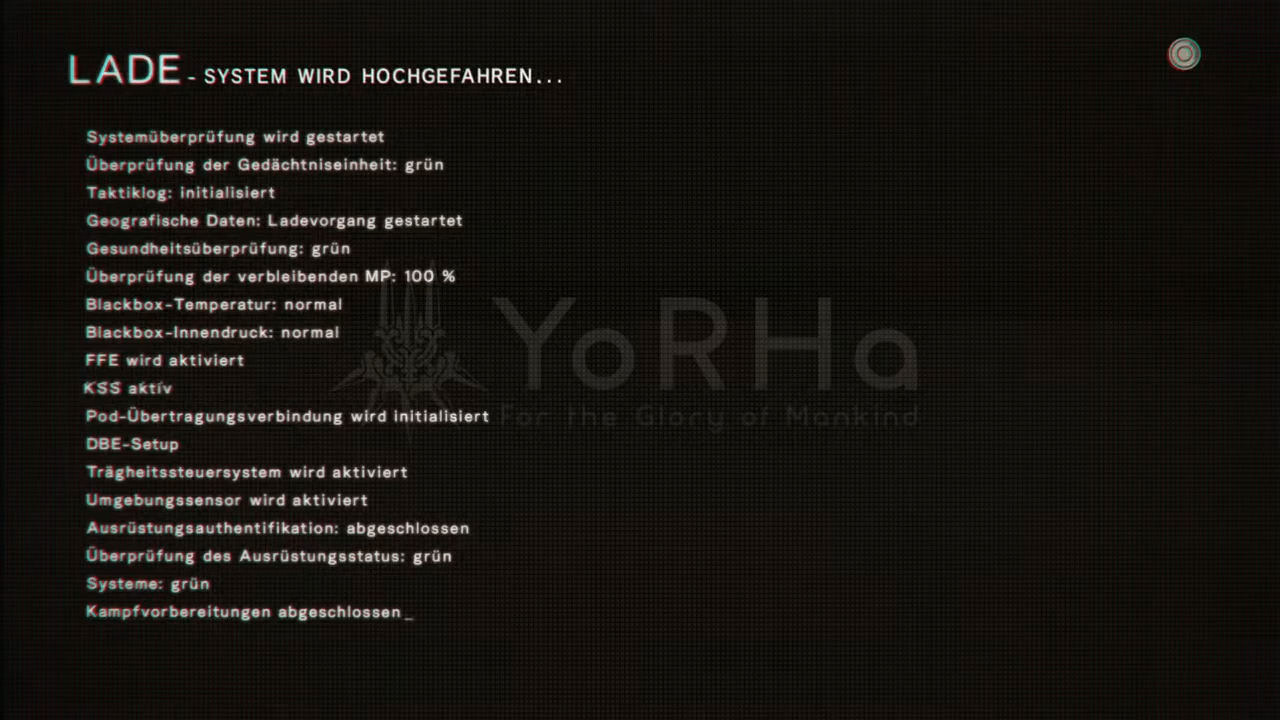 LADE - SYSTEM WIRD HOCHGEFAHREN...
Systemüberprüfung wird gestartet
Überprüfung der Gedächtniseinheit: grün
Taktiklog: initialisiert
Geografische Daten: Ladevorgang gestartet
Gesundheitsüberprüfung: grün
Überprüfung der verbleibenden MP: 100 %
Blackbox-Temperatur: normal
Blackbox-Innendruck: normal
FFE wird aktiviert
KSS aktiv
Pod-Übertragungsverbindung wird initialisiert
DBE-Setup
Trägheitssteuersystem wird aktiviert
Umgebungssensor wird aktiviert
Ausrüstungsauthentifikation: abgeschlossen
Überprüfung des Ausrüstungsstatus: grün
Systeme: grün
Kampfvorbereitungen abgeschlossen_
YoRHa
For the Glory of Mankind